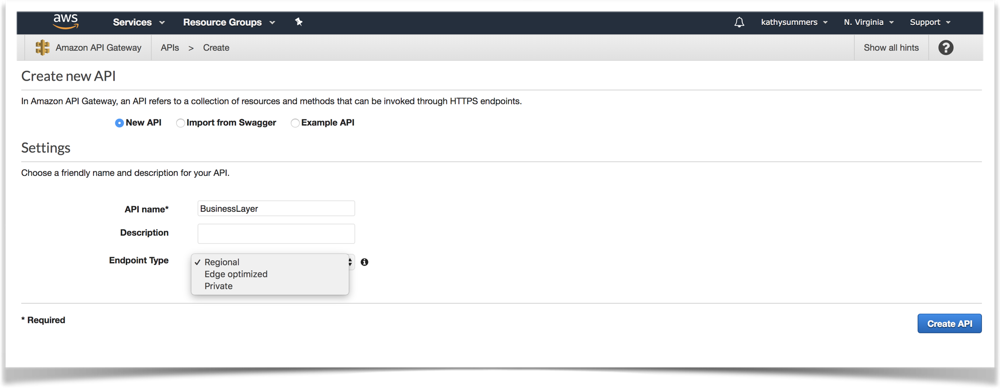 aws Services Resource Groups kathysummers N. Virginia Support
Amazon API Gateway APIs > Create Show all hints ?
Create new API
In Amazon API Gateway, an API refers to a collection of resources and methods that can be invoked through HTTPS endpoints.
New API Import from Swagger Example API
Settings
Choose a friendly name and description for your API.
API name* BusinessLayer
Description
Endpoint Type ✓ Regional
Edge optimized
Private
* Required
Create API